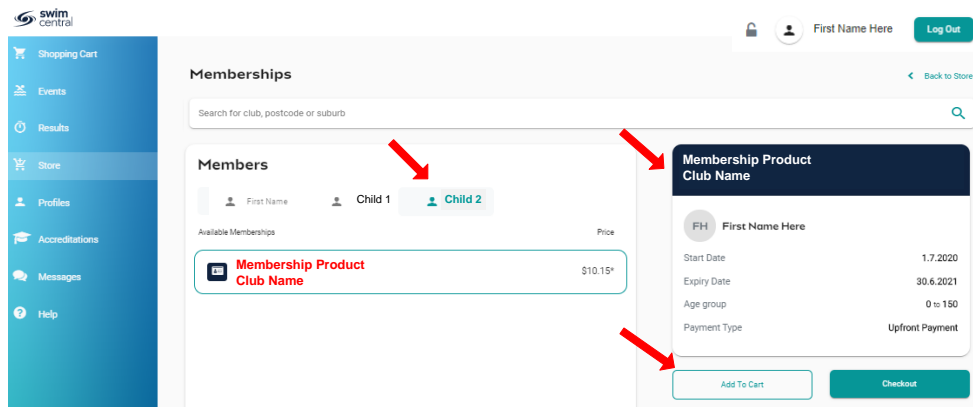 swim
central
First Name Here
Log Out
Shopping Cart
Events
Results
Store
Profiles
Accreditations
Messages
Help
Memberships
Back to Store
Search for club, postcode or suburb
Members
First Name
Child 1
Child 2
Available Memberships
Price
Membership Product
Club Name
$10.15*
Membership Product
Club Name
FH
First Name Here
Start Date
1.7.2020
Expiry Date
30.6.2021
Age group
0 to 150
Payment Type
Upfront Payment
Add To Cart
Checkout